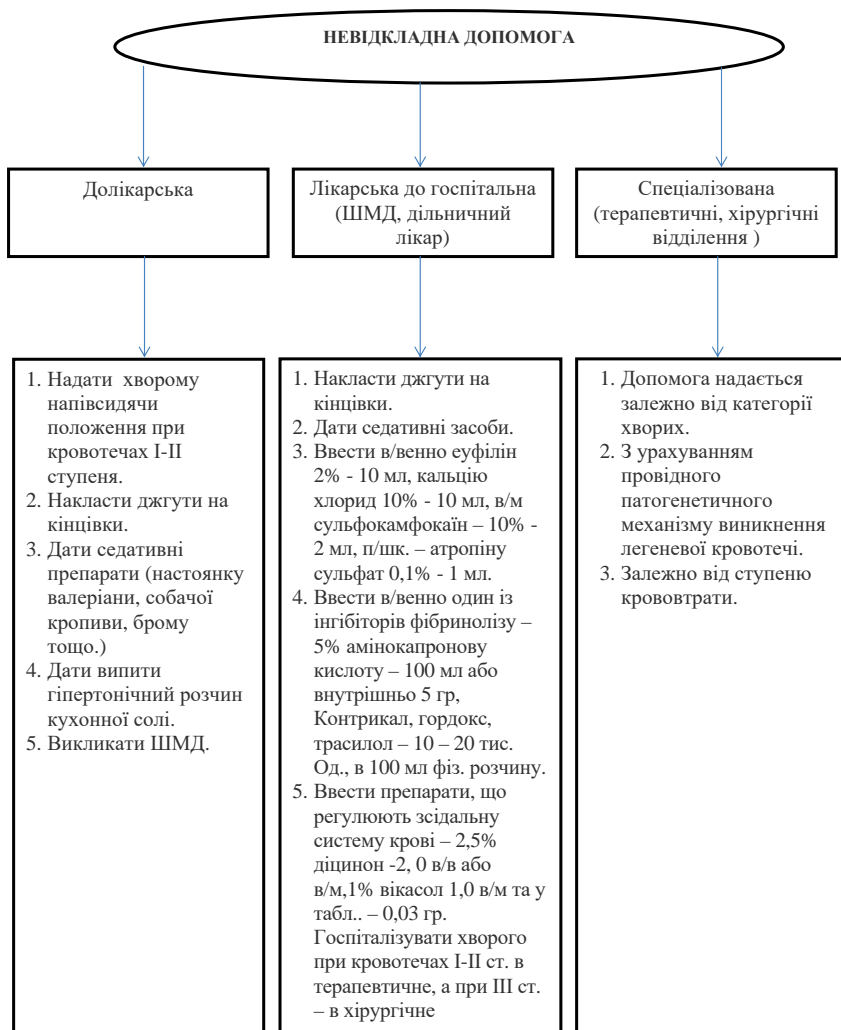 НЕВІДКЛАДНА ДОПОМОГА
Долікарська
Лікарська до госпітальна
(ШМД, дільничний
лікар)
Спеціалізована
(терапевтичні, хірургічні
відділення )
1. Надати хворому
напівсидячи
положення при
кровотечах І-ІІ
ступеня.
2. Накласти джгути на
кінцівки.
3. Дати седативні
препарати (настоянку
валеріани, собачої
кропиви, брому
тощо.)
4. Дати випити
гіпертонічний розчин
кухонної солі.
5. Викликати ШМД.
1. Накласти джгути на
кінцівки.
2. Дати седативні засоби.
3. Ввести в/венно еуфілін
2% - 10 мл, кальцію
хлорид 10% - 10 мл, в/м
сульфокамфокаїн – 10% -
2 мл, п/шк. – атропіну
сульфат 0,1% - 1 мл.
4. Ввести в/венно один із
інгібіторів фібринолізу –
5% амінокапронову
кислоту – 100 мл або
внутрішньо 5 гр,
Контрикал, гордокс,
трасилол – 10 – 20 тис.
Од., в 100 мл фіз. розчину.
5. Ввести препарати, що
регулюють зсідальну
систему крові – 2,5%
діцинон -2, 0 в/в або
в/м,1% вікасол 1,0 в/м та у
табл.. – 0,03 гр.
Госпіталізувати хворого
при кровотечах І-ІІ ст. в
терапевтичне, а при ІІІ ст.
– в хірургічне
1. Допомога надається
залежно від категорії
хворих.
2. З урахуванням
провідного
патогенетичного
механізму виникнення
легеневої кровотечі.
3. Залежно від ступеню
крововтрати.